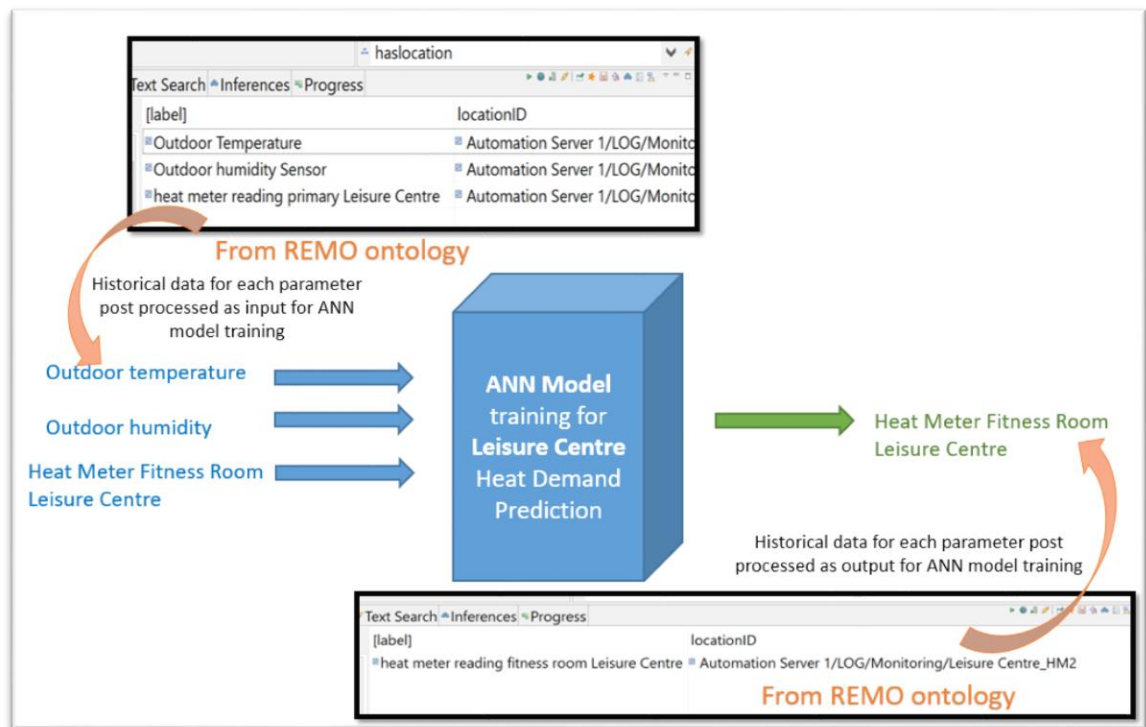 haslocation
Text Search Inferences Progress
[label] locationID
Outdoor Temperature Automation Server 1/LOG/Monito
Outdoor humidity Sensor Automation Server 1/LOG/Monito
heat meter reading primary Leisure Centre Automation Server 1/LOG/Monito
From REMO ontology
Historical data for each parameter
post processed as input for ANN
model training
Outdoor temperature
Outdoor humidity
Heat Meter Fitness Room
Leisure Centre
ANN Model
training for
Leisure Centre
Heat Demand
Prediction
Heat Meter Fitness Room
Leisure Centre
Historical data for each parameter post
processed as output for ANN model training
Text Search Inferences Progress
[label] locationID
heat meter reading fitness room Leisure Centre Automation Server 1/LOG/Monitoring/Leisure Centre_HM2
From REMO ontology